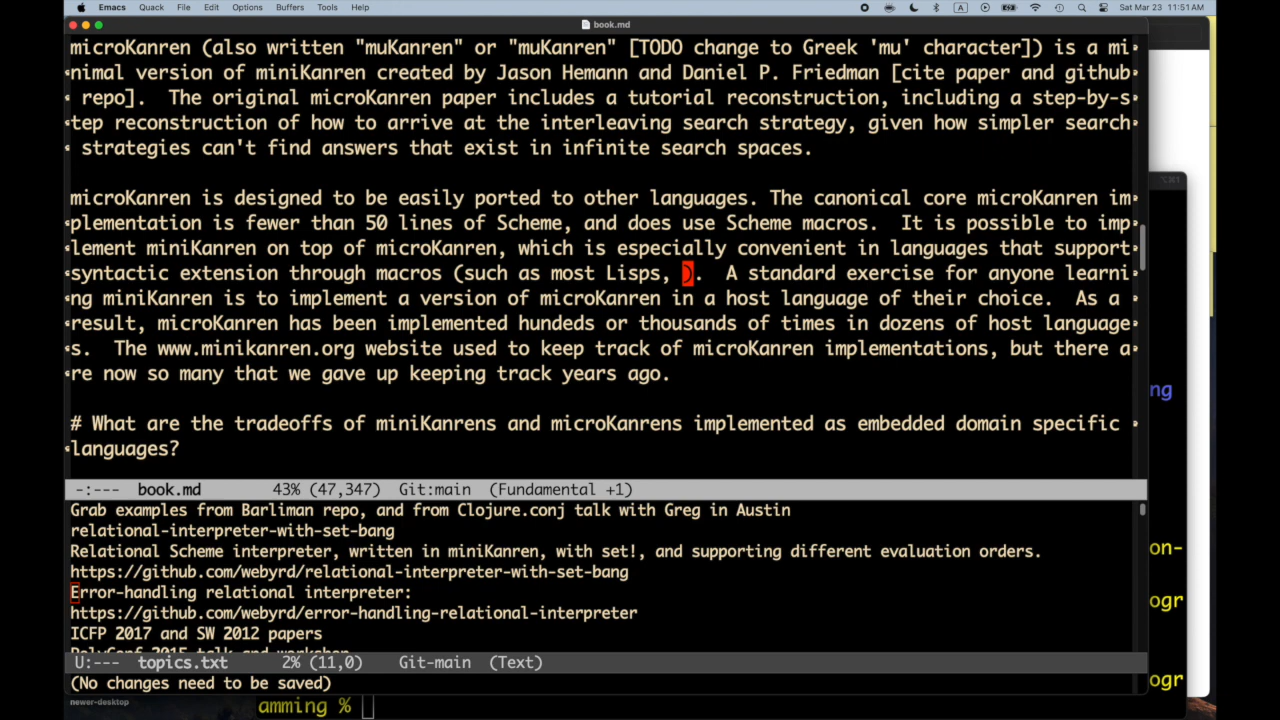 Emacs Quack File Edit Options Buffers Tools Help Sat Mar 23 11:51AM
book.md
microKanren (also written "muKanren" or "muKanren" [TODO change to Greek 'mu' character]) is a mi
nimal version of miniKanren created by Jason Hemann and Daniel P. Friedman [cite paper and github
repo].  The original microKanren paper includes a tutorial reconstruction, including a step-by-s
tep reconstruction of how to arrive at the interleaving search strategy, given how simpler search
strategies can't find answers that exist in infinite search spaces.
microKanren is designed to be easily ported to other languages. The canonical core microKanren im
plementation is fewer than 50 lines of Scheme, and does use Scheme macros.  It is possible to imp
lement miniKanren on top of microKanren, which is especially convenient in languages that support
syntactic extension through macros (such as most Lisps, ).  A standard exercise for anyone learni
ng miniKanren is to implement a version of microKanren in a host language of their choice.  As a
result, microKanren has been implemented hundeds or thousands of times in dozens of host language
s.  The www.minikanren.org website used to keep track of microKanren implementations, but there a
re now so many that we gave up keeping track years ago.
# What are the tradeoffs of miniKanrens and microKanrens implemented as embedded domain specific
languages?
-:--- book.md 43% (47,347) Git:main (Fundamental +1)
Grab examples from Barliman repo, and from Clojure.conj talk with Greg in Austin
relational-interpreter-with-set-bang
Relational Scheme interpreter, written in miniKanren, with set!, and supporting different evaluation orders.
https://github.com/webyrd/relational-interpreter-with-set-bang
Error-handling relational interpreter:
https://github.com/webyrd/error-handling-relational-interpreter
ICFP 2017 and SW 2012 papers
PolyConf 2015 talk and workshop
U:--- topics.txt 2% (11,0) Git-main (Text)
(No changes need to be saved)
newer-desktop
amming %
ng
on-
ogr
ogr